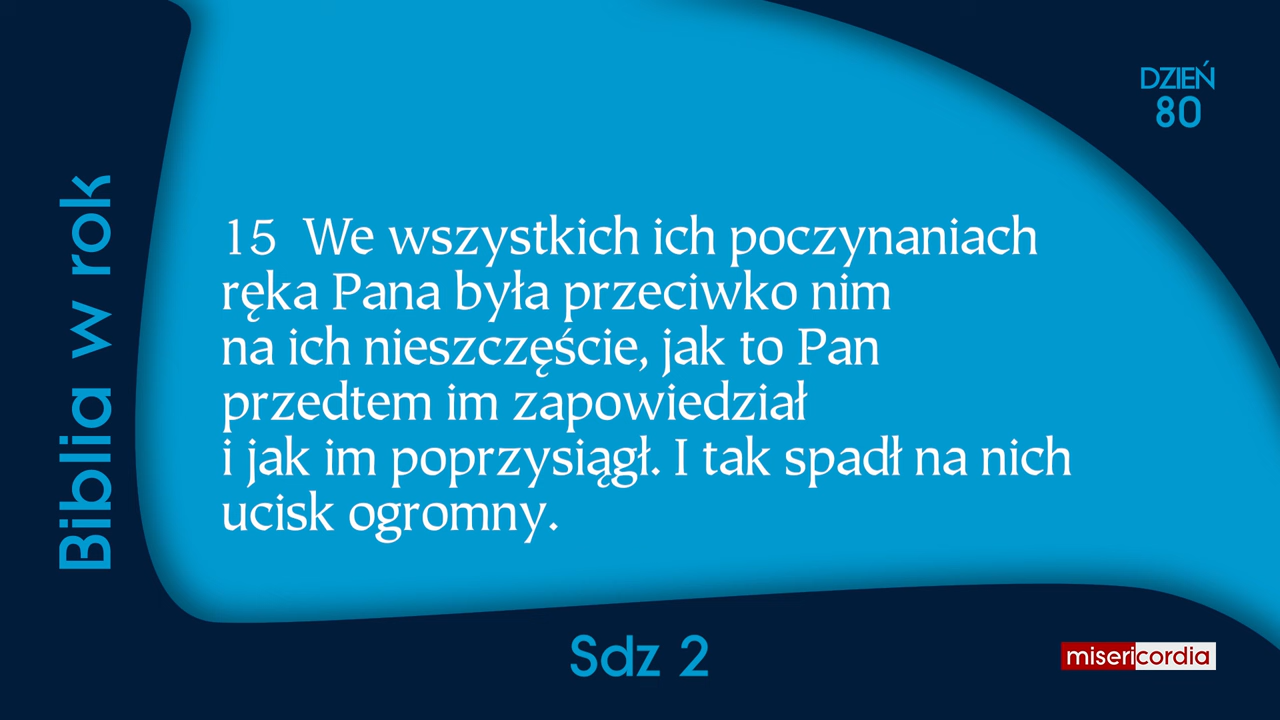 DZIEŃ
80
Biblia w rok
15 We wszystkich ich poczynaniach
ręka Pana była przeciwko nim
na ich nieszczęście, jak to Pan
przedtem im zapowiedział
i jak im poprzysiągł. I tak spadł na nich
ucisk ogromny.
Sdz 2
misericordia